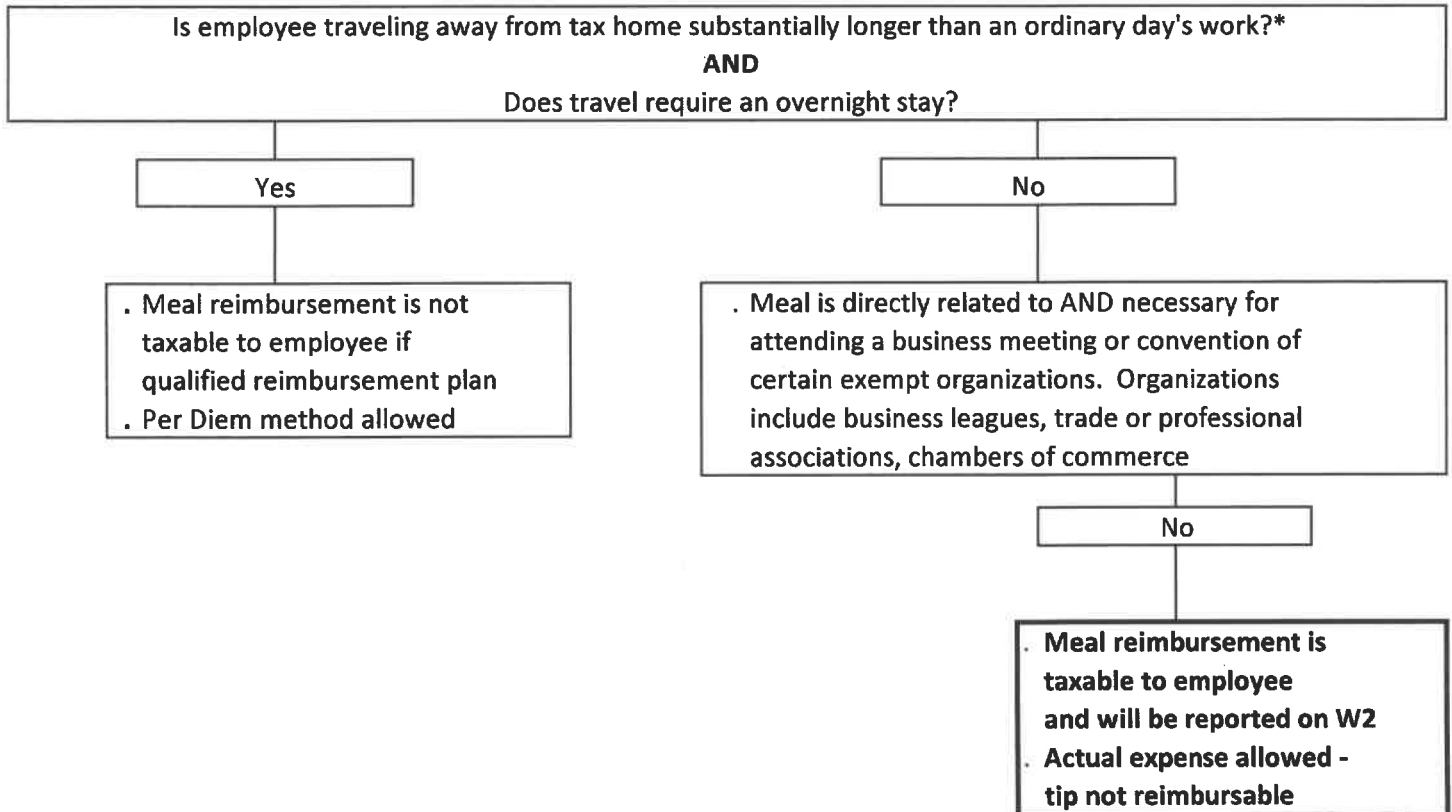 Is employee traveling away from tax home substantially longer than an ordinary day's work?*
AND
Does travel require an overnight stay?
Yes
No
. Meal reimbursement is not
taxable to employee if
qualified reimbursement plan
. Per Diem method allowed
. Meal is directly related to AND necessary for
attending a business meeting or convention of
certain exempt organizations.  Organizations
include business leagues, trade or professional
associations, chambers of commerce
No
. Meal reimbursement is
taxable to employee
and will be reported on W2
. Actual expense allowed -
tip not reimbursable